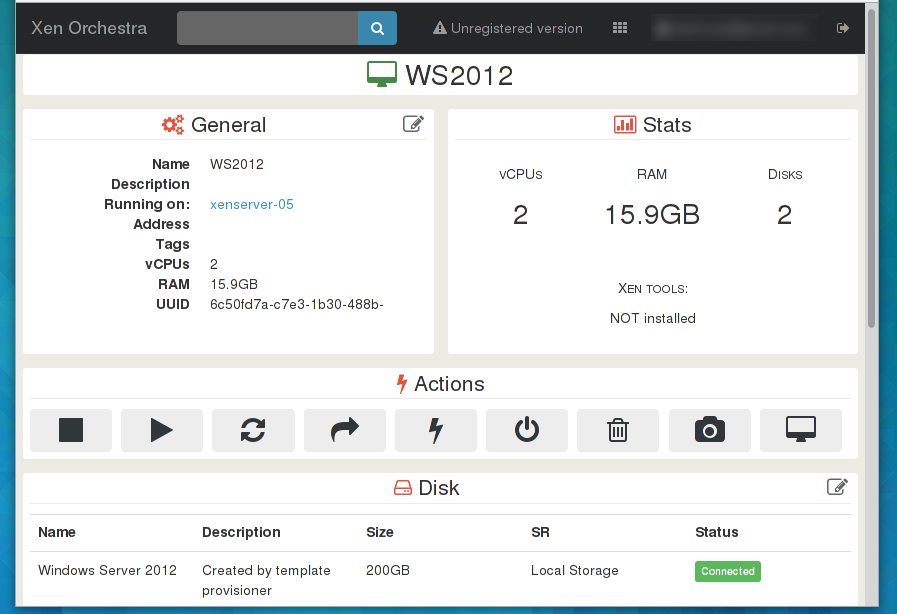 Xen Orchestra
Unregistered version
WS2012
General
Name WS2012
Description
Running on: xenserver-05
Address
Tags
vCPUs 2
RAM 15.9GB
UUID 6c50fd7a-c7e3-1b30-488b-
Stats
vCPUs RAM Disks
2 15.9GB 2
Xen tools:
NOT installed
Actions
Disk
Name Description Size SR Status
Windows Server 2012 Created by template 200GB Local Storage Connected
provisioner